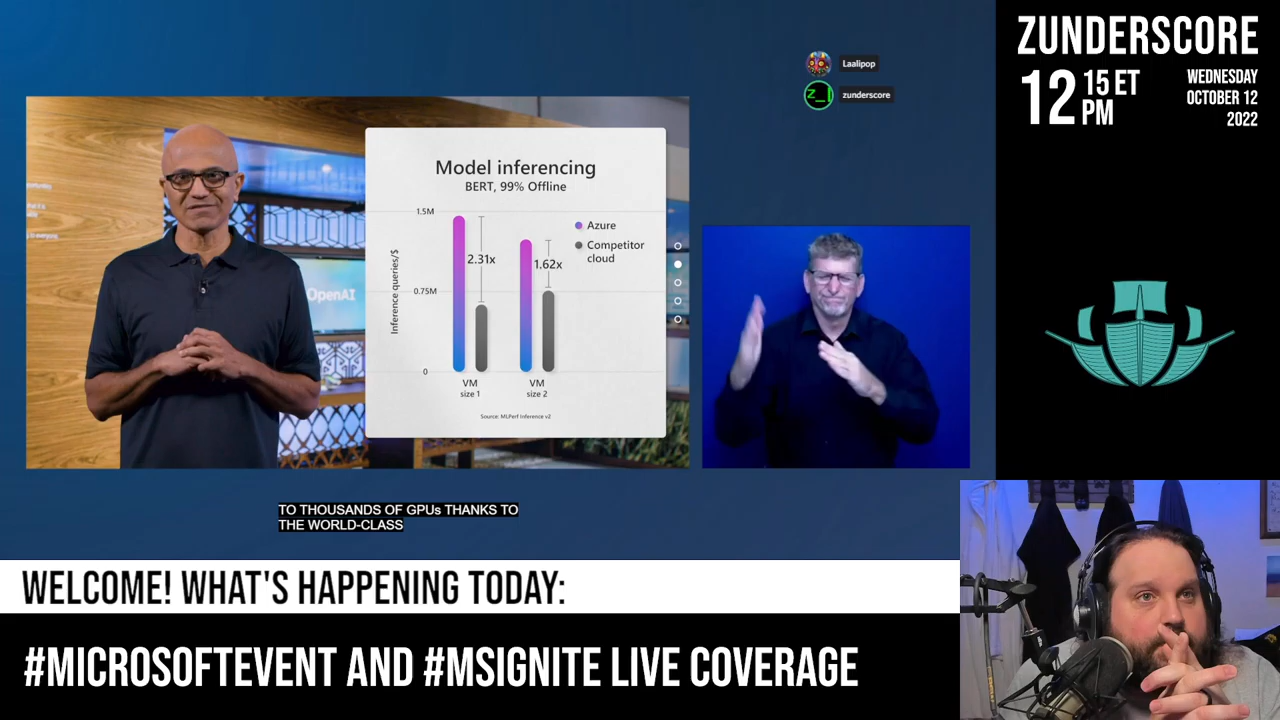 Laalipop
z_
zunderscore
ZUNDERSCORE
12 15 ET
PM
WEDNESDAY
OCTOBER 12
2022
OpenAI
Model inferencing
BERT, 99% Offline
1.5M
0.75M
0
Inference queries/$
2.31x
1.62x
Azure
Competitor
cloud
VM
size 1
VM
size 2
Source: MLPerf Inference v2
TO THOUSANDS OF GPUs THANKS TO
THE WORLD-CLASS
WELCOME! WHAT'S HAPPENING TODAY:
#MICROSOFTEVENT AND #MSIGNITE LIVE COVERAGE